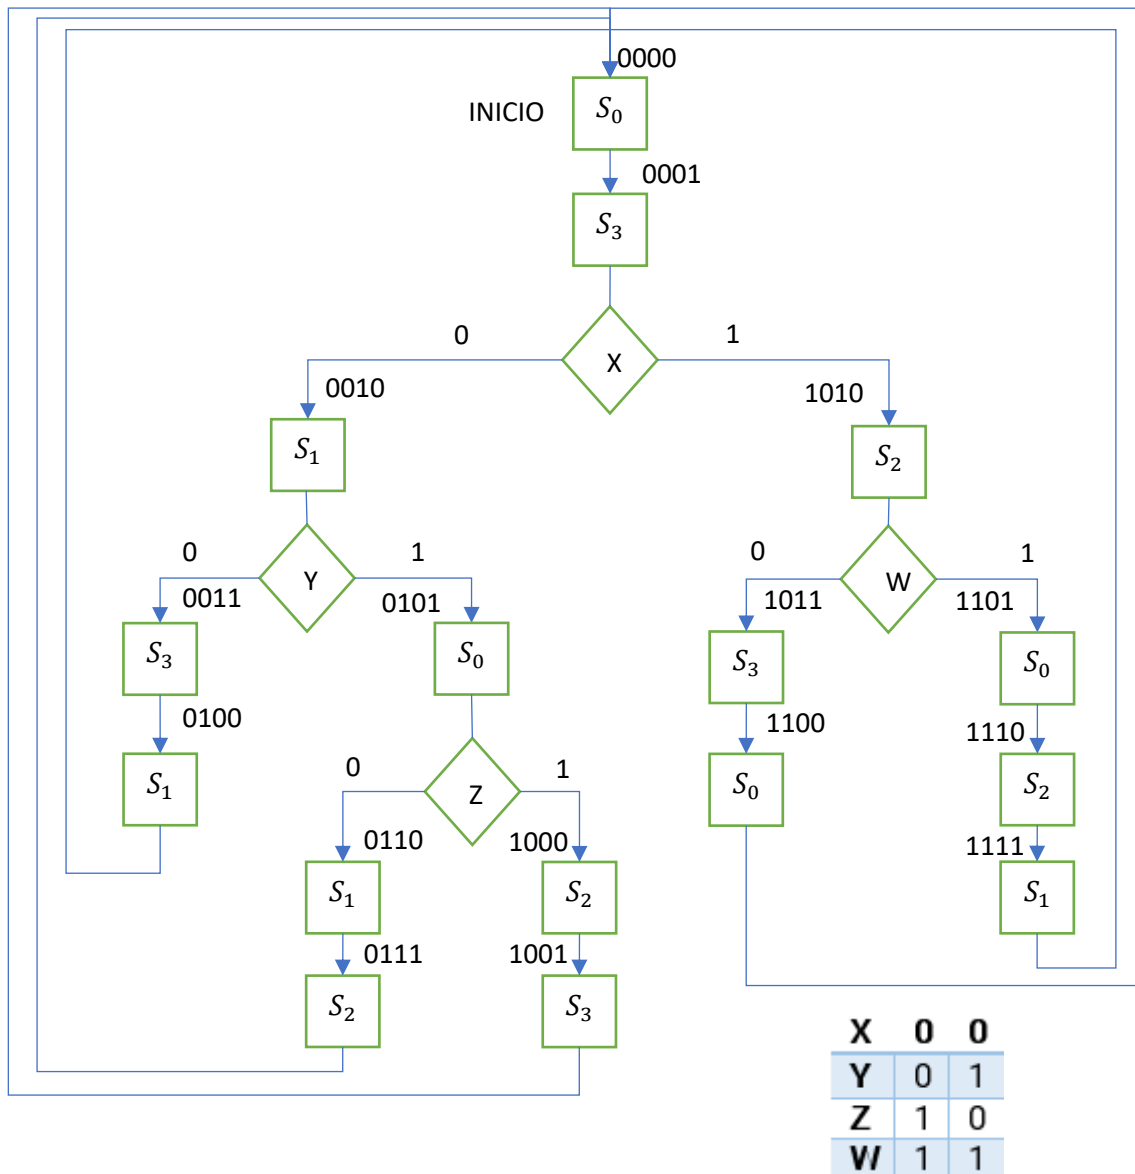 0000
INICIO S₀
0001
S₃
0 X 1
0010 1010
S₁ S₂
0 Y 1 0 W 1
0011 0101 1011 1101
S₃ S₀ S₃ S₀
0100 1100 1110
S₁ 0 Z 1 S₀ S₂
0110 1000 1111
S₁ S₂ S₁
0111 1001
S₂ S₃
X 0 0
Y 0 1
Z 1 0
W 1 1